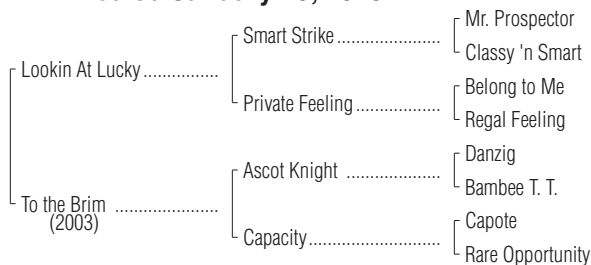 Mr. Prospector
Smart Strike ....................
Classy 'n Smart
Lookin At Lucky ...............
Belong to Me
Private Feeling .................
Regal Feeling
Danzig
Ascot Knight ...................
Bambee T. T.
To the Brim .....................
(2003)
Capote
Capacity..........................
Rare Opportunity